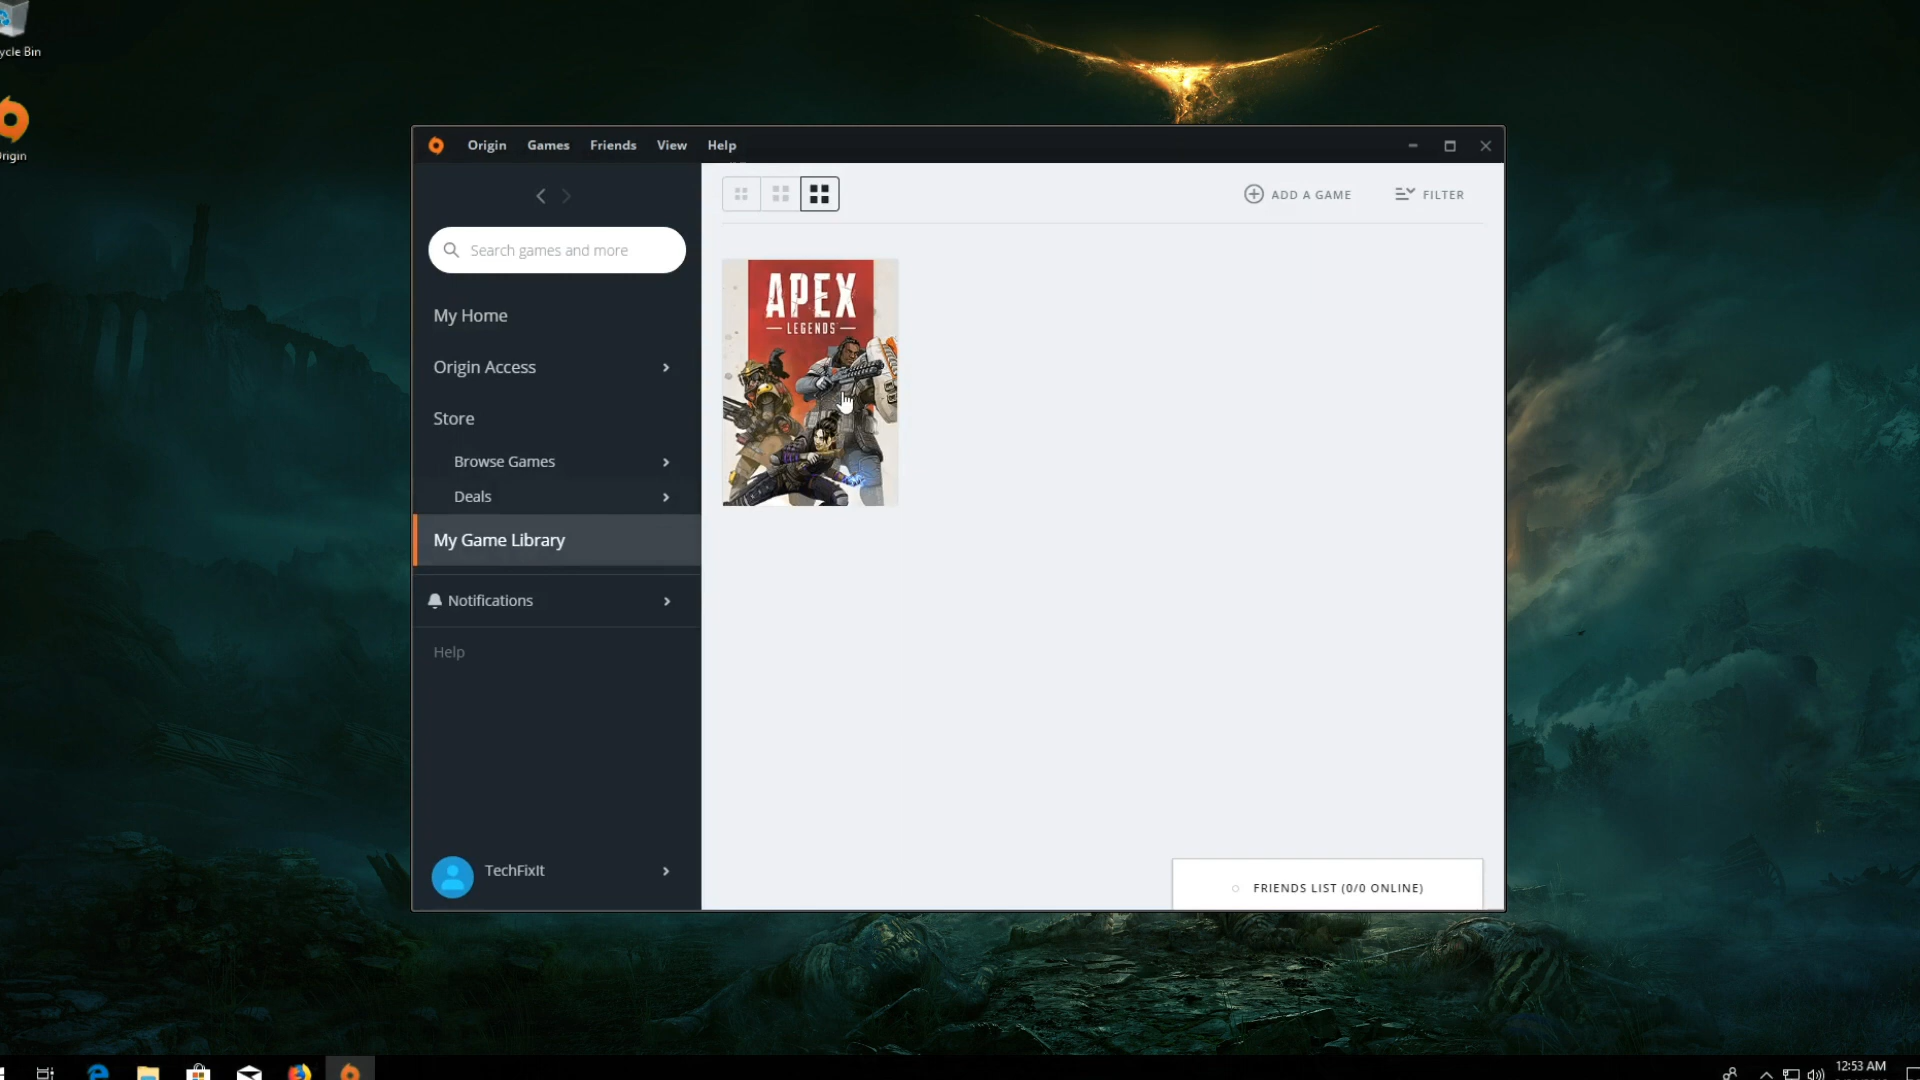 ycle Bin
rigin
Origin Games Friends View Help
Search games and more
ADD A GAME
FILTER
My Home
Origin Access
Store
Browse Games
Deals
My Game Library
Notifications
Help
APEX
LEGENDS
TechFixIt
FRIENDS LIST (0/0 ONLINE)
12:53 AM